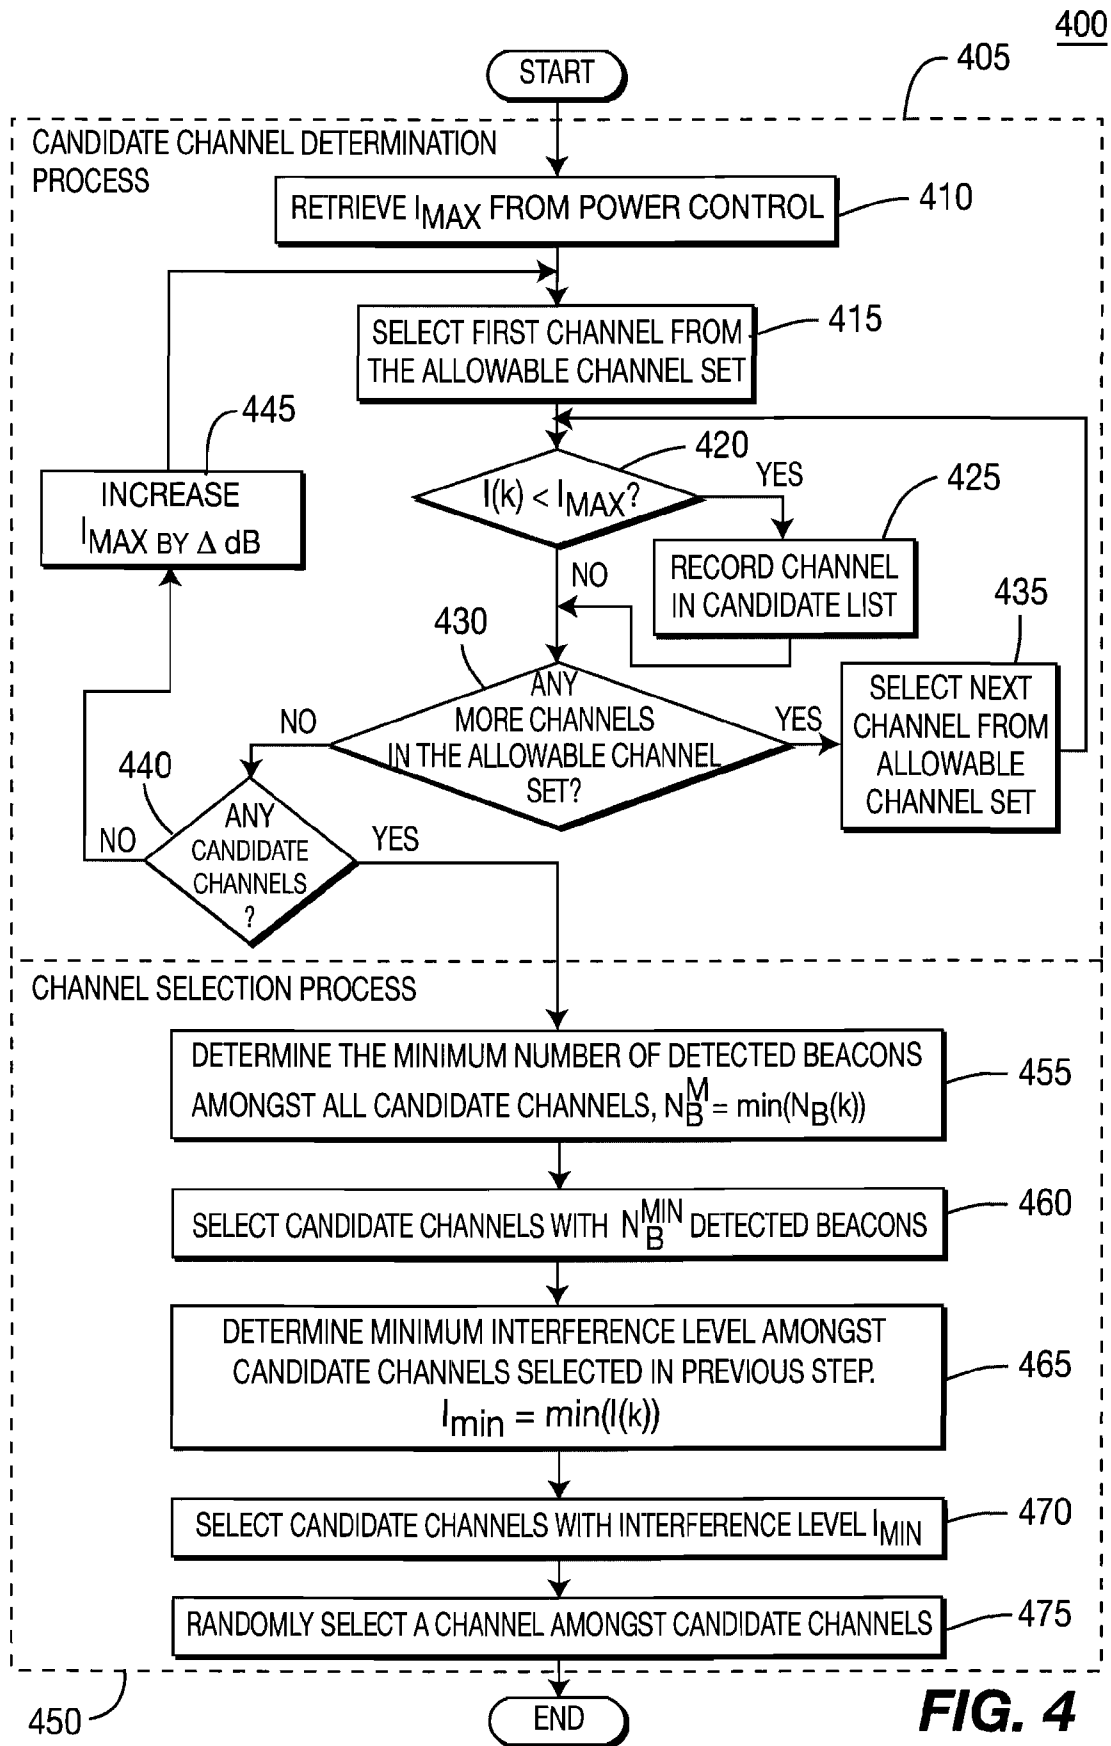 400
START
405
CANDIDATE CHANNEL DETERMINATION
PROCESS
RETRIEVE IMAX FROM POWER CONTROL
410
SELECT FIRST CHANNEL FROM
THE ALLOWABLE CHANNEL SET
415
445
INCREASE
IMAX BY Δ dB
420
I(k) < IMAX?
YES
425
NO
RECORD CHANNEL
IN CANDIDATE LIST
435
430
ANY
MORE CHANNELS
IN THE ALLOWABLE CHANNEL
SET?
NO
YES
SELECT NEXT
CHANNEL FROM
ALLOWABLE
CHANNEL SET
440
ANY
CANDIDATE
CHANNELS
?
NO
YES
CHANNEL SELECTION PROCESS
DETERMINE THE MINIMUM NUMBER OF DETECTED BEACONS
AMONGST ALL CANDIDATE CHANNELS, N_B^M = min(N_B(k))
455
SELECT CANDIDATE CHANNELS WITH N_B^MIN DETECTED BEACONS
460
DETERMINE MINIMUM INTERFERENCE LEVEL AMONGST
CANDIDATE CHANNELS SELECTED IN PREVIOUS STEP.
Imin = min(I(k))
465
SELECT CANDIDATE CHANNELS WITH INTERFERENCE LEVEL IMIN
470
RANDOMLY SELECT A CHANNEL AMONGST CANDIDATE CHANNELS
475
450
END
FIG. 4